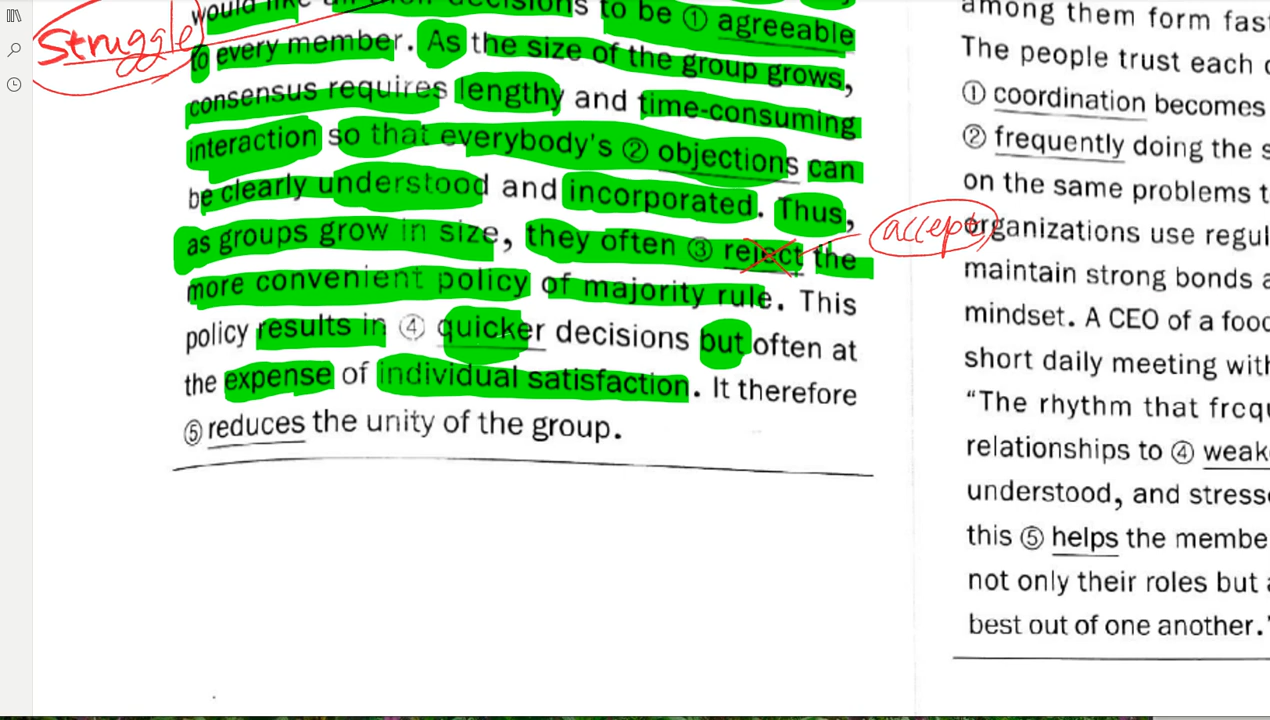 Struggle
would like decisions to be ① agreeable
to every member. As the size of the group grows,
consensus requires lengthy and time-consuming
interaction so that everybody's ② objections can
be clearly understood and incorporated. Thus,
as groups grow in size, they often ③ reject the
accept
more convenient policy of majority rule. This
policy results in ④ quicker decisions but often at
the expense of individual satisfaction. It therefore
⑤ reduces the unity of the group.
among them form fast
The people trust each
① coordination becomes
② frequently doing the
on the same problems
organizations use regul
maintain strong bonds
mindset. A CEO of a food
short daily meeting with
"The rhythm that frequ
relationships to ④ weak
understood, and stress
this ⑤ helps the membe
not only their roles but
best out of one another."